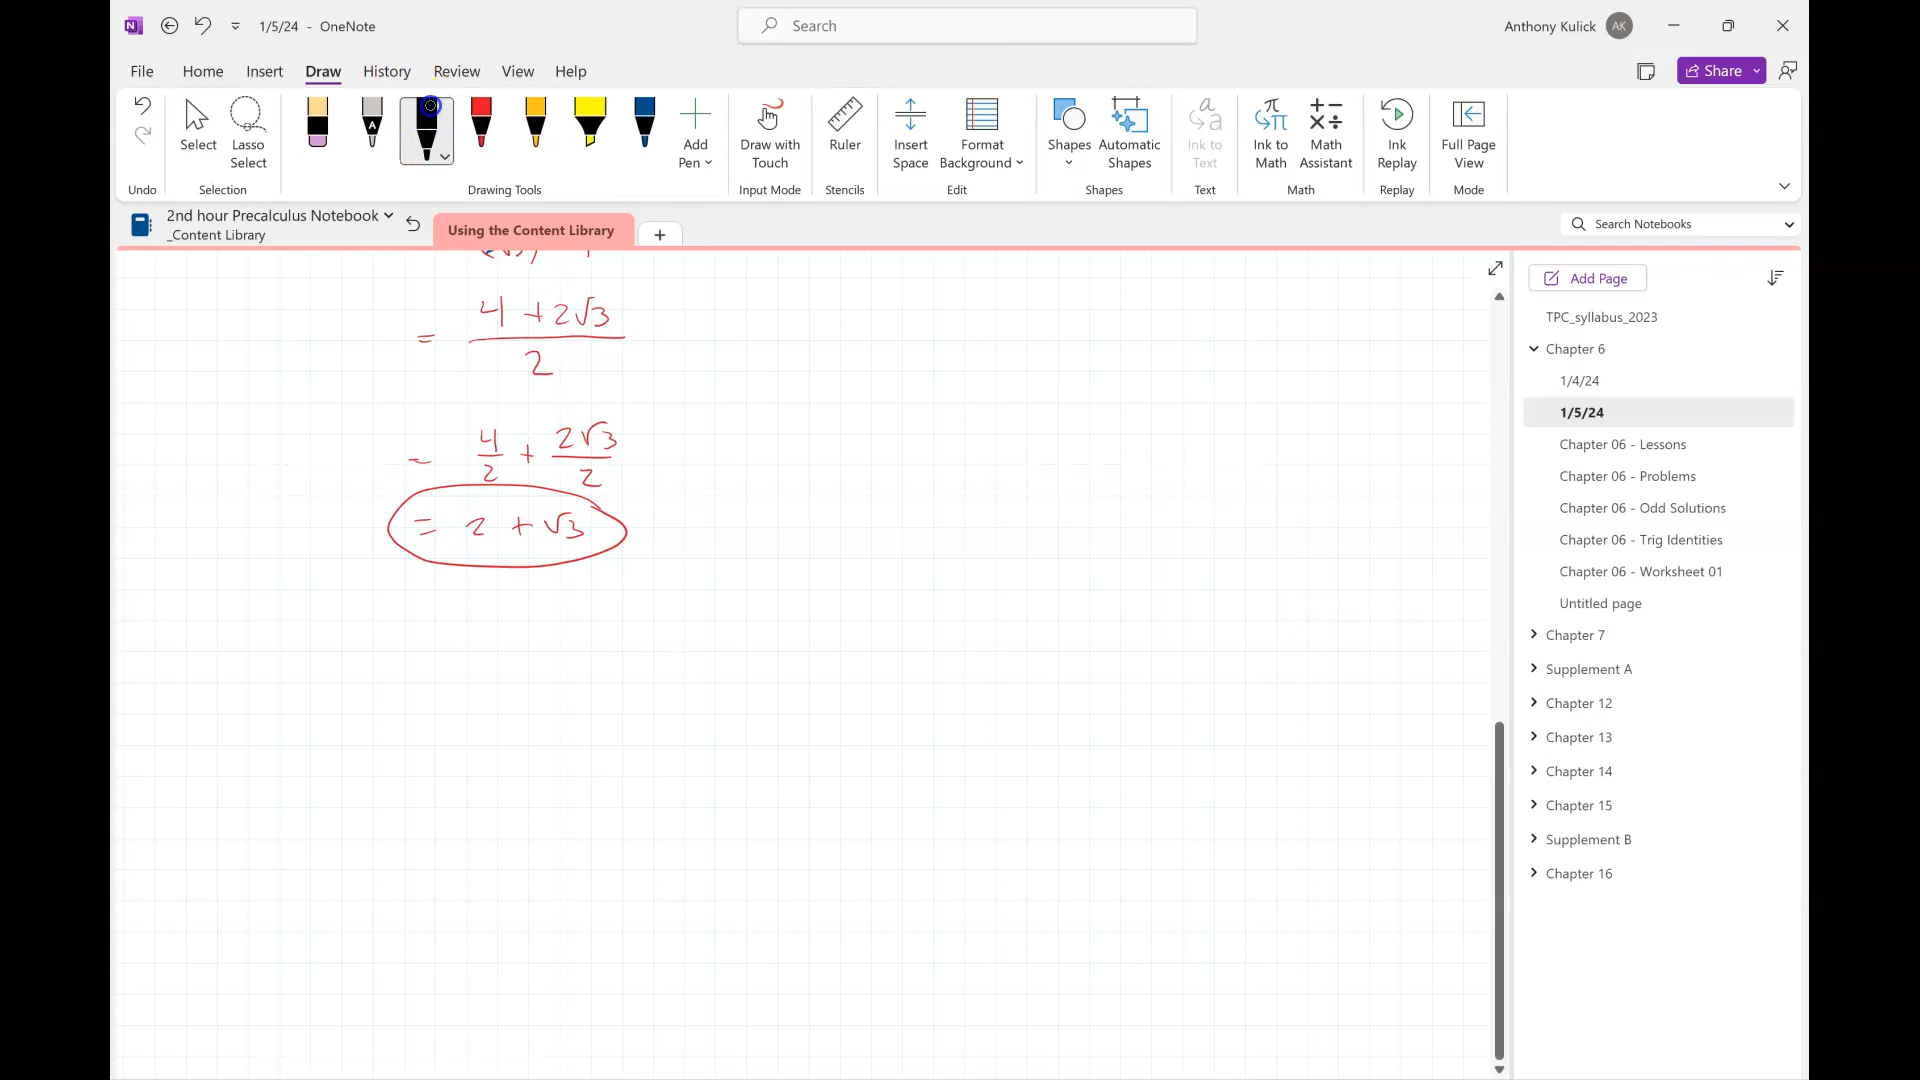 1/5/24 - OneNote
Search
Anthony Kulick AK
File Home Insert Draw History Review View Help
Share
A
Select
Lasso Select
Add Pen
Draw with Touch
Ruler
Insert Space
Format Background
Shapes
Automatic Shapes
Ink to Text
Ink to Math
Math Assistant
Ink Replay
Full Page View
Undo Selection Drawing Tools Input Mode Stencils Edit Shapes Text Math Replay Mode
2nd hour Precalculus Notebook
_Content Library
Using the Content Library
Search Notebooks
= (4 + 2√3)/2
= 4/2 + 2√3/2
= 2 + √3
Add Page
TPC_syllabus_2023
Chapter 6
1/4/24
1/5/24
Chapter 06 - Lessons
Chapter 06 - Problems
Chapter 06 - Odd Solutions
Chapter 06 - Trig Identities
Chapter 06 - Worksheet 01
Untitled page
Chapter 7
Supplement A
Chapter 12
Chapter 13
Chapter 14
Chapter 15
Supplement B
Chapter 16